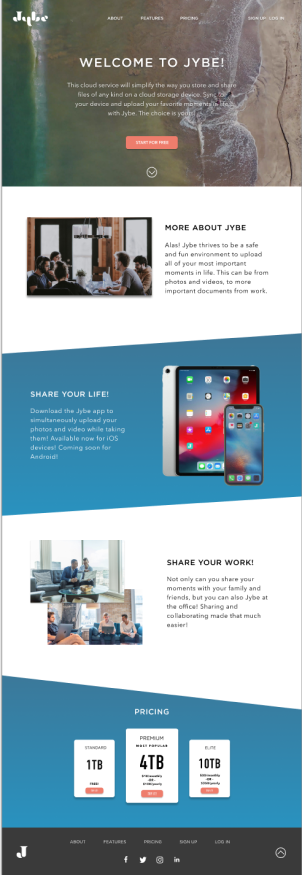 Jybe
ABOUT FEATURES PRICING SIGN UP LOG IN
WELCOME TO JYBE!
This cloud service will simplify the way you store and share
files of any kind on a cloud storage device. Sync to
your device and upload your favorite moments in life
with Jybe. The choice is yours!
START FOR FREE
MORE ABOUT JYBE
Alas! Jybe thrives to be a safe
and fun environment to upload
all of your most important
moments in life. This can be from
photos and videos, to more
important documents from work.
SHARE YOUR LIFE!
Download the Jybe app to
simultaneously upload your
photos and video while taking
them! Available now for iOS
devices! Coming soon for
Android!
SHARE YOUR WORK!
Not only can you share your
moments with your family and
friends, but you can also Jybe at
the office! Sharing and
collaborating made that much
easier!
PRICING
STANDARD
1TB
FREE!
PREMIUM
MOST POPULAR
4TB
ELITE
10TB
J
ABOUT FEATURES PRICING SIGN UP LOG IN